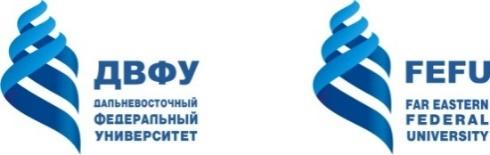 ДВФУ
ДАЛЬНЕВОСТОЧНЫЙ
ФЕДЕРАЛЬНЫЙ
УНИВЕРСИТЕТ
FEFU
FAR EASTERN
FEDERAL
UNIVERSITY